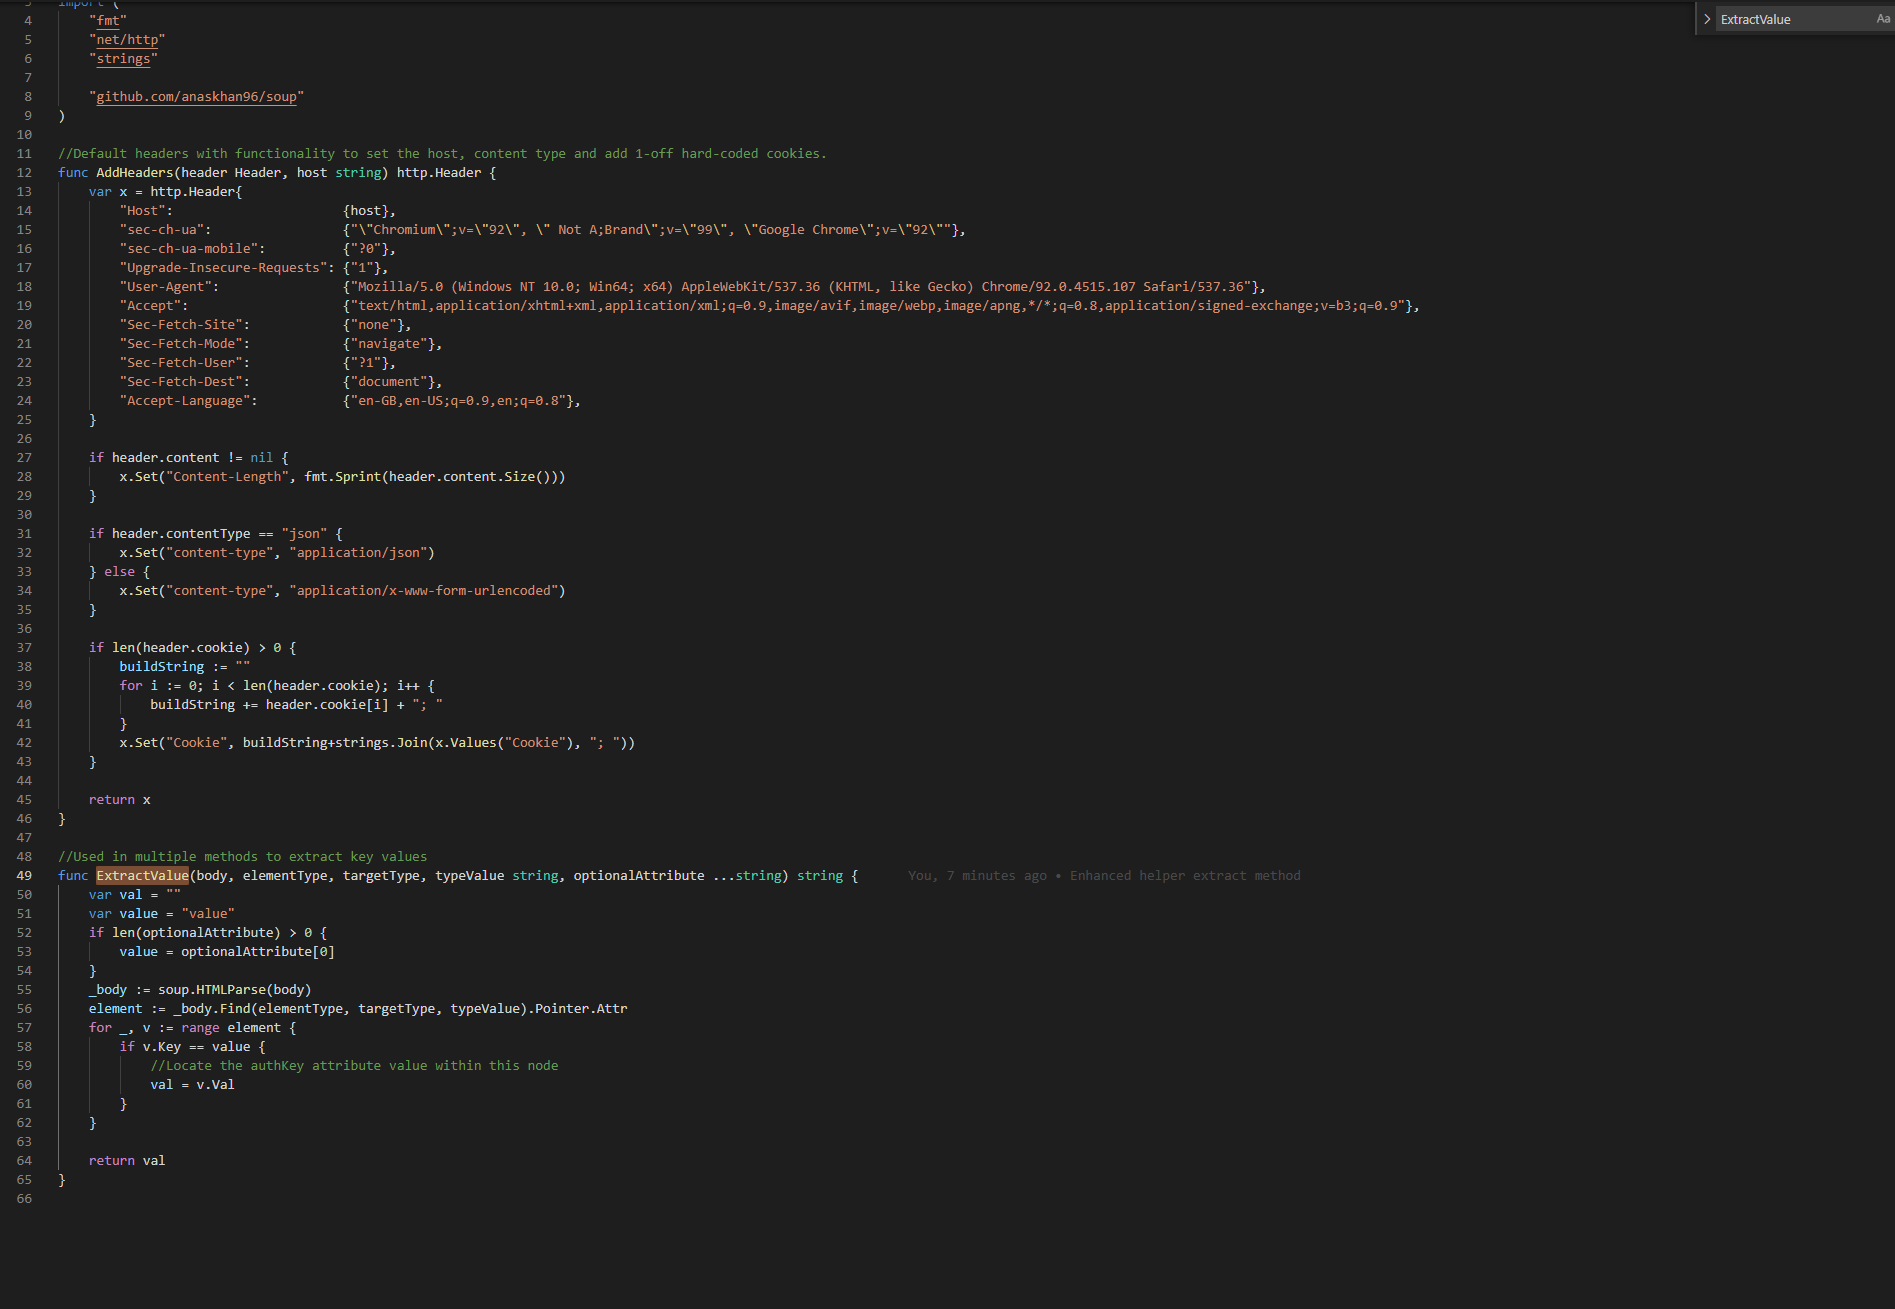 3 import (
4 "fmt"
5 "net/http"
6 "strings"
7
8 "github.com/anaskhan96/soup"
9 )
10
11 //Default headers with functionality to set the host, content type and add 1-off hard-coded cookies.
12 func AddHeaders(header Header, host string) http.Header {
13 var x = http.Header{
14 "Host": {host},
15 "sec-ch-ua": {"\"Chromium\";v=\"92\", \" Not A;Brand\";v=\"99\", \"Google Chrome\";v=\"92\""},
16 "sec-ch-ua-mobile": {"?0"},
17 "Upgrade-Insecure-Requests": {"1"},
18 "User-Agent": {"Mozilla/5.0 (Windows NT 10.0; Win64; x64) AppleWebKit/537.36 (KHTML, like Gecko) Chrome/92.0.4515.107 Safari/537.36"},
19 "Accept": {"text/html,application/xhtml+xml,application/xml;q=0.9,image/avif,image/webp,image/apng,*/*;q=0.8,application/signed-exchange;v=b3;q=0.9"},
20 "Sec-Fetch-Site": {"none"},
21 "Sec-Fetch-Mode": {"navigate"},
22 "Sec-Fetch-User": {"?1"},
23 "Sec-Fetch-Dest": {"document"},
24 "Accept-Language": {"en-GB,en-US;q=0.9,en;q=0.8"},
25 }
26
27 if header.content != nil {
28 x.Set("Content-Length", fmt.Sprint(header.content.Size()))
29 }
30
31 if header.contentType == "json" {
32 x.Set("content-type", "application/json")
33 } else {
34 x.Set("content-type", "application/x-www-form-urlencoded")
35 }
36
37 if len(header.cookie) > 0 {
38 buildString := ""
39 for i := 0; i < len(header.cookie); i++ {
40 buildString += header.cookie[i] + "; "
41 }
42 x.Set("Cookie", buildString+strings.Join(x.Values("Cookie"), "; "))
43 }
44
45 return x
46 }
47
48 //Used in multiple methods to extract key values
49 func ExtractValue(body, elementType, targetType, typeValue string, optionalAttribute ...string) string { You, 7 minutes ago • Enhanced helper extract method
50 var val = ""
51 var value = "value"
52 if len(optionalAttribute) > 0 {
53 value = optionalAttribute[0]
54 }
55 _body := soup.HTMLParse(body)
56 element := _body.Find(elementType, targetType, typeValue).Pointer.Attr
57 for _, v := range element {
58 if v.Key == value {
59 //Locate the authKey attribute value within this node
60 val = v.Val
61 }
62 }
63
64 return val
65 }
66
ExtractValue Aa